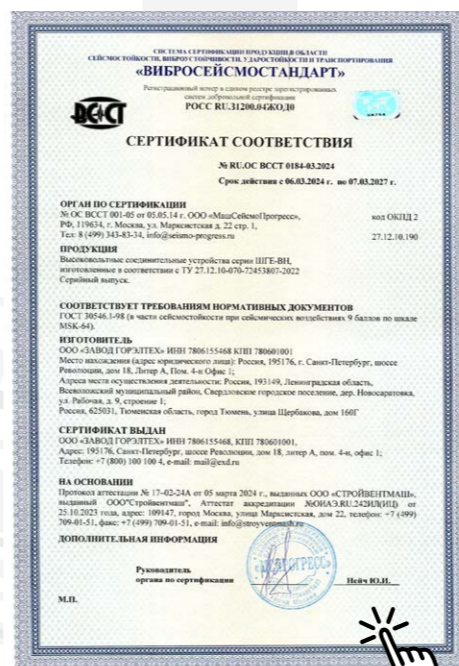 СИСТЕМА СЕРТИФИКАЦИИ ПРОДУКЦИИ В ОБЛАСТИ
СЕЙСМОСТОЙКОСТИ, ВИБРОУСТОЙЧИВОСТИ, УДАРОСТОЙКОСТИ И ТРАНСПОРТИРОВАНИЯ
«ВИБРОСЕЙСМОСТАНДАРТ»
Регистрационный номер в едином реестре зарегистрированных
систем добровольной сертификации
РОСС RU.31200.04ЖОД0
ВССТ
СЕРТИФИКАТ СООТВЕТСТВИЯ
№ RU.ОС ВССТ 0184-03.2024
Срок действия с 06.03.2024 г. по 07.03.2027 г.
ОРГАН ПО СЕРТИФИКАЦИИ
№ ОС ВССТ 001-05 от 05.05.14 г. ООО «МашСейсмоПрогресс»,
РФ, 119634, г. Москва, ул. Марксистская д. 22 стр. 1,
Тел: 8 (499) 343-83-34, info@seismo-progress.ru
код ОКПД 2
27.12.10.190
ПРОДУКЦИЯ
Высоковольтные соединительные устройства серии ШГЕ-ВН,
изготовленные в соответствии с ТУ 27.12.10-070-72453807-2022
Серийный выпуск.
СООТВЕТСТВУЕТ ТРЕБОВАНИЯМ НОРМАТИВНЫХ ДОКУМЕНТОВ
ГОСТ 30546.1-98 (в части сейсмостойкости при сейсмических воздействиях 9 баллов по шкале
MSK-64).
ИЗГОТОВИТЕЛЬ
ООО «ЗАВОД ГОРЭЛТЕХ» ИНН 7806155468 КПП 780601001
Место нахождения (адрес юридического лица): Россия, 195176, г. Санкт-Петербург, шоссе
Революции, дом 18, Литер А, Пом. 4-н Офис 1;
Адреса места осуществления деятельности: Россия, 193149, Ленинградская область,
Всеволожский муниципальный район, Свердловское городское поселение, дер. Новосаратовка,
ул. Рабочая, д. 9, строение 1;
Россия, 625031, Тюменская область, город Тюмень, улица Щербакова, дом 160Г
СЕРТИФИКАТ ВЫДАН
ООО «ЗАВОД ГОРЭЛТЕХ» ИНН 7806155468, КПП 780601001,
Адрес: 195176, Санкт-Петербург, шоссе Революции, дом 18, литер А, пом. 4-н, офис 1;
Телефон: +7 (800) 100 100 4, e-mail: mail@exd.ru
НА ОСНОВАНИИ
Протокол аттестации № 17-02-24А от 05 марта 2024 г., выданных ООО «СТРОЙВЕНТМАШ»,
выданный ООО"Стройвентмаш", Аттестат аккредитации №ОНАЭ.RU.242ИЛ(ИЦ) от
25.10.2023 года, адрес: 109147, город Москва, улица Марксистская, дом 22, телефон: +7 (499)
709-01-51, факс: +7 (499) 709-01-51, e-mail: info@stroyventmash.ru
ДОПОЛНИТЕЛЬНАЯ ИНФОРМАЦИЯ
Руководитель
органа по сертификации
Нейч Ю.И.
М.П.